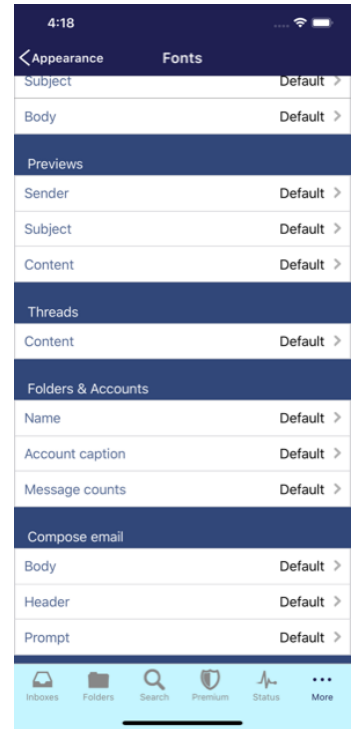 4:18
Appearance Fonts
Subject Default
Body Default
Previews
Sender Default
Subject Default
Content Default
Threads
Content Default
Folders & Accounts
Name Default
Account caption Default
Message counts Default
Compose email
Body Default
Header Default
Prompt Default
Inboxes Folders Search Premium Status More